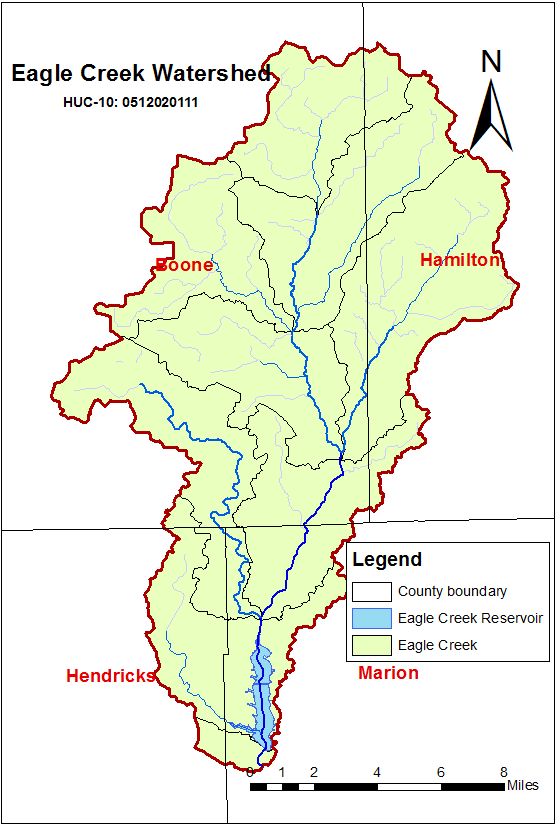 Eagle Creek Watershed
HUC-10: 0512020111
N
Boone
Hamilton
Legend
County boundary
Eagle Creek Reservoir
Eagle Creek
Hendricks
Marion
0 1 2 4 6 8
Miles